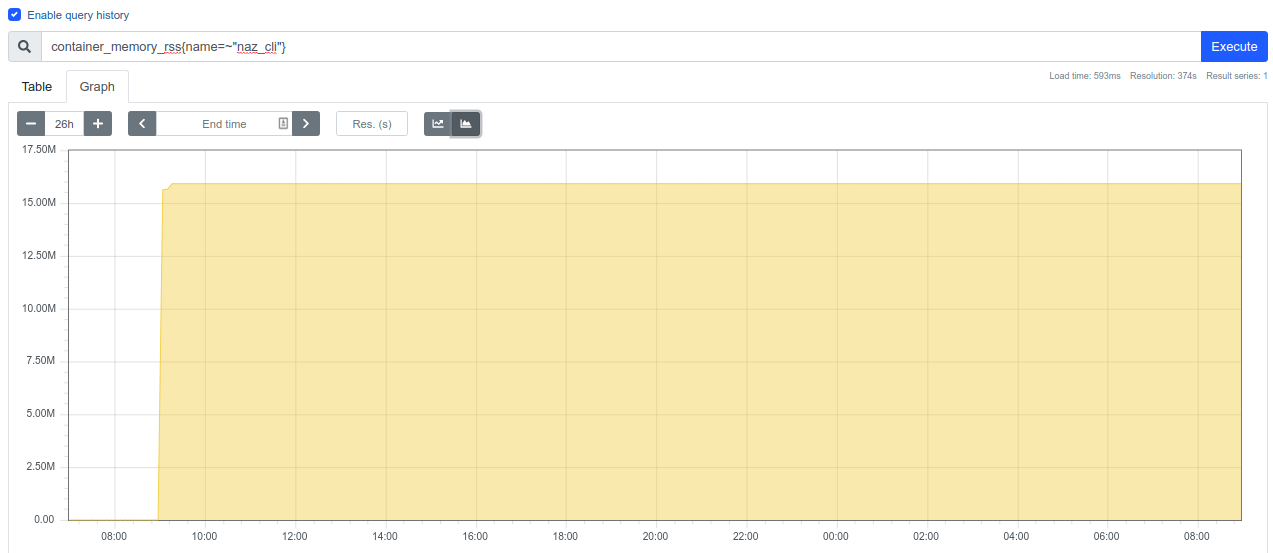 Enable query history
container_memory_rss{name=~"naz_cli"}
Execute
Table
Graph
Load time: 593ms Resolution: 374s Result series: 1
26h
End time
Res. (s)
17.50M
15.00M
12.50M
10.00M
7.50M
5.00M
2.50M
0.00
08:00 10:00 12:00 14:00 16:00 18:00 20:00 22:00 00:00 02:00 04:00 06:00 08:00